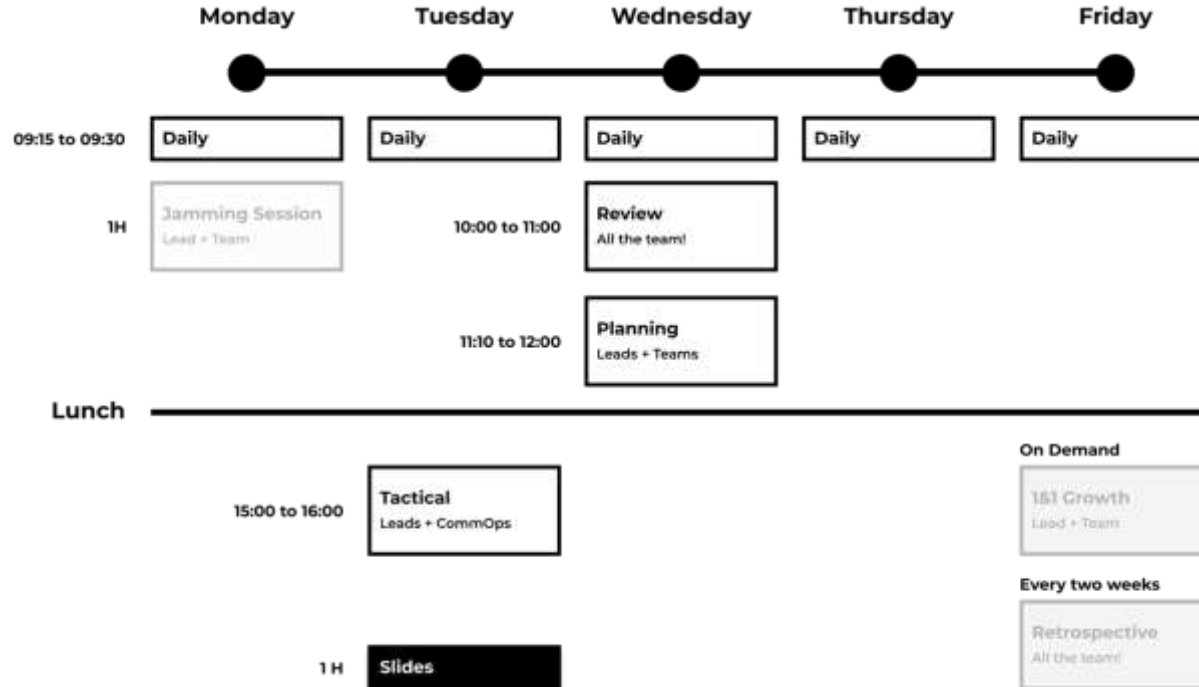 Monday
Tuesday
Wednesday
Thursday
Friday
09:15 to 09:30
Daily
Daily
Daily
Daily
Daily
1H
Jamming Session
Lead + Team
10:00 to 11:00
Review
All the team!
11:10 to 12:00
Planning
Leads + Teams
Lunch
15:00 to 16:00
Tactical
Leads + CommOps
On Demand
1&1 Growth
Lead + Team
Every two weeks
Retrospective
All the team!
1 H
Slides